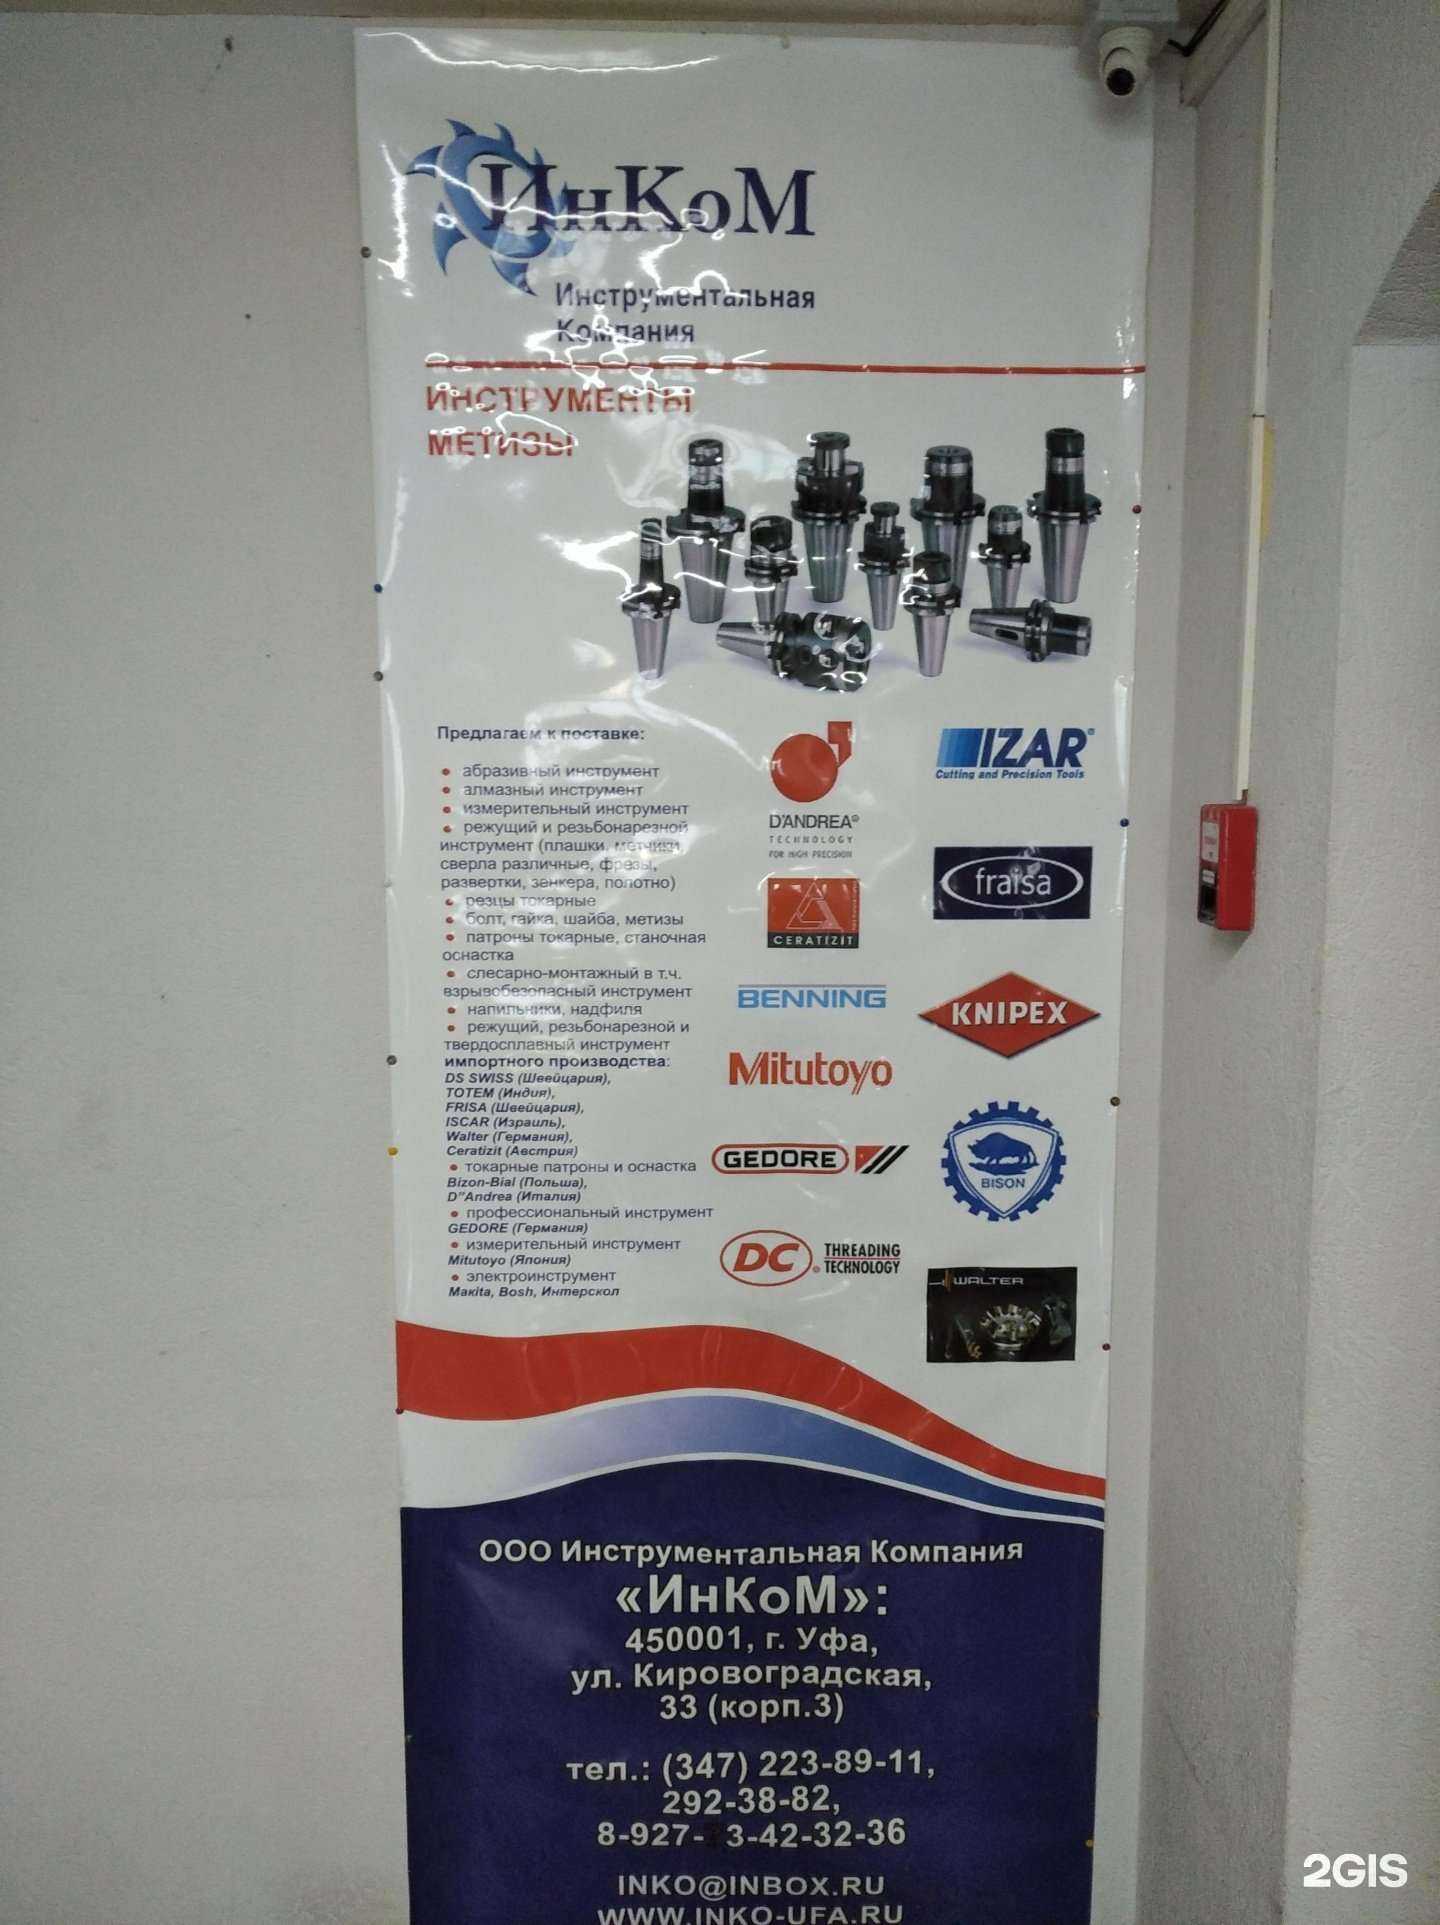 ИнКоМ
Инструментальная
Компания
ИНСТРУМЕНТЫ
МЕТИЗЫ
Предлагаем к поставке:
• абразивный инструмент
• алмазный инструмент
• измерительный инструмент
• режущий и резьбонарезной
инструмент (плашки, метчики,
сверла различные, фрезы,
развертки, зенкера, полотно)
• резцы токарные
• болт, гайка, шайба, метизы
• патроны токарные, станочная
оснастка
• слесарно-монтажный в т.ч.
взрывобезопасный инструмент
• напильники, надфиля
• режущий, резьбонарезной и
твердосплавный инструмент
импортного производства:
DS SWISS (Швейцария),
TOTEM (Индия),
FRISA (Швейцария),
ISCAR (Израиль),
Walter (Германия),
Ceratizit (Австрия)
• токарные патроны и оснастка
Bizon-Bial (Польша),
D"Andrea (Италия)
• профессиональный инструмент
GEDORE (Германия)
• измерительный инструмент
Mitutoyo (Япония)
• электроинструмент
Makita, Bosh, Интерскол
D'ANDREA®
TECHNOLOGY
FOR HIGH PRECISION
IZAR®
Cutting and Precision Tools
CERATIZIT
fraisa
BENNING
KNIPEX
Mitutoyo
GEDORE
BISON
DC®
THREADING
TECHNOLOGY
WALTER
ООО Инструментальная Компания
«ИнКоМ»:
450001, г. Уфа,
ул. Кировоградская,
33 (корп.3)
тел.: (347) 223-89-11,
292-38-82,
8-927- 3-42-32-36
INKO@INBOX.RU
WWW.INKO-UFA.RU
2GIS